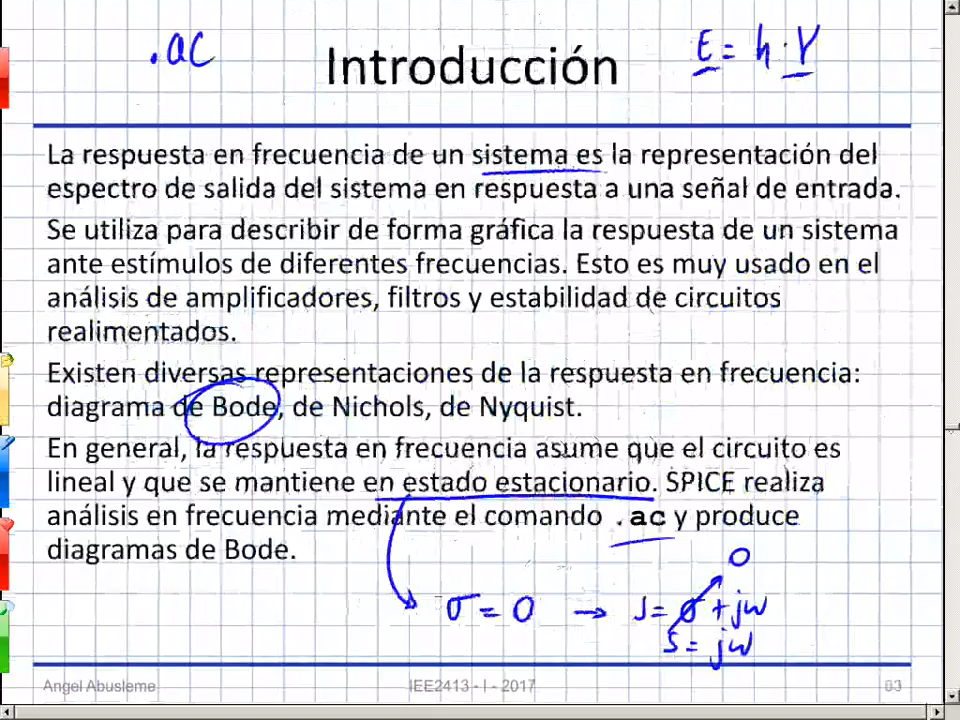 .ac
Introducción
E = h · Y
La respuesta en frecuencia de un sistema es la representación del
espectro de salida del sistema en respuesta a una señal de entrada.
Se utiliza para describir de forma gráfica la respuesta de un sistema
ante estímulos de diferentes frecuencias. Esto es muy usado en el
análisis de amplificadores, filtros y estabilidad de circuitos
realimentados.
Existen diversas representaciones de la respuesta en frecuencia:
diagrama de Bode, de Nichols, de Nyquist.
En general, la respuesta en frecuencia asume que el circuito es
lineal y que se mantiene en estado estacionario. SPICE realiza
análisis en frecuencia mediante el comando .ac y produce
diagramas de Bode.
0
σ = 0 → s = σ + jω
s = jω
Angel Abusleme
IEE2413 - I - 2017
83